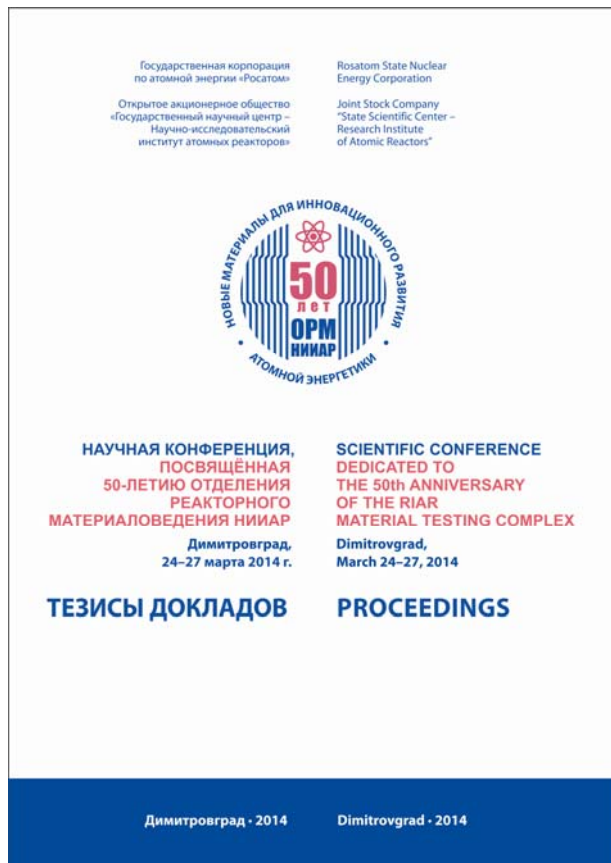 Государственная корпорация
по атомной энергии «Росатом»
Открытое акционерное общество
«Государственный научный центр –
Научно-исследовательский
институт атомных реакторов»
Rosatom State Nuclear
Energy Corporation
Joint Stock Company
"State Scientific Center –
Research Institute
of Atomic Reactors"
НОВЫЕ МАТЕРИАЛЫ ДЛЯ ИННОВАЦИОННОГО РАЗВИТИЯ
50
лет
ОРМ
НИИАР
• АТОМНОЙ ЭНЕРГЕТИКИ •
НАУЧНАЯ КОНФЕРЕНЦИЯ,
ПОСВЯЩЁННАЯ
50-ЛЕТИЮ ОТДЕЛЕНИЯ
РЕАКТОРНОГО
МАТЕРИАЛОВЕДЕНИЯ НИИАР
Димитровград,
24–27 марта 2014 г.
ТЕЗИСЫ ДОКЛАДОВ
SCIENTIFIC CONFERENCE
DEDICATED TO
THE 50th ANNIVERSARY
OF THE RIAR
MATERIAL TESTING COMPLEX
Dimitrovgrad,
March 24–27, 2014
PROCEEDINGS
Димитровград · 2014
Dimitrovgrad · 2014